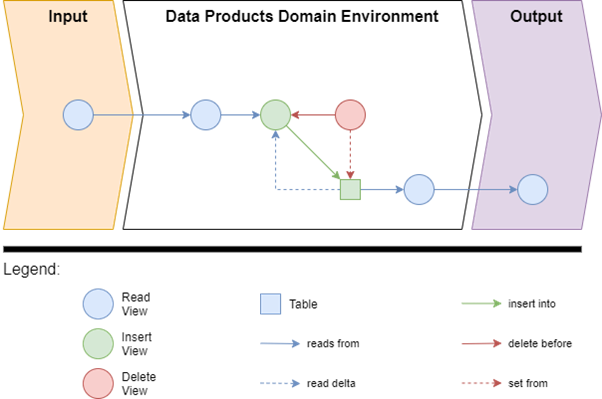 Input
Data Products Domain Environment
Output
Legend:
Read
View
Table
insert into
Insert
View
reads from
delete before
Delete
View
read delta
set from